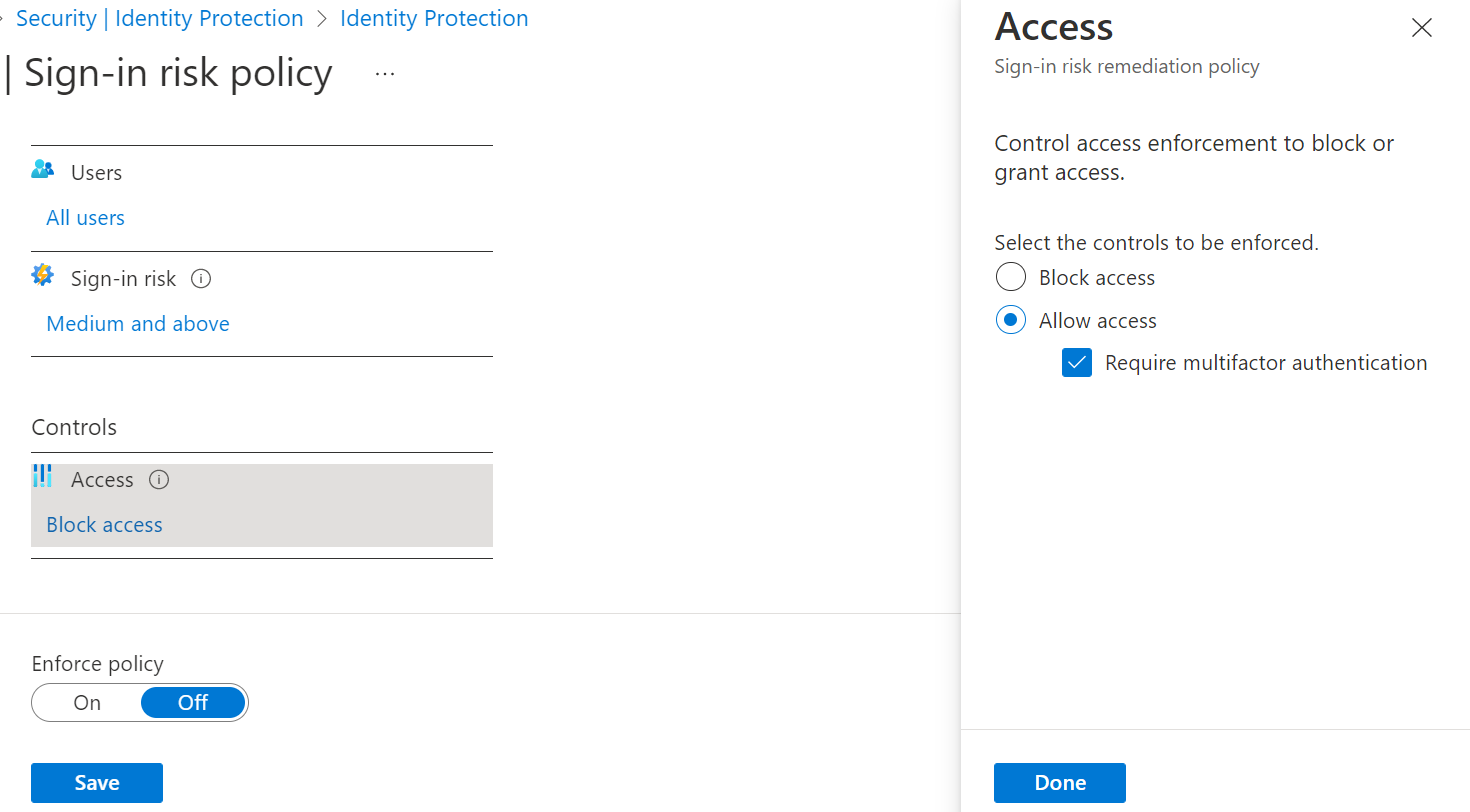 Security | Identity Protection > Identity Protection
| Sign-in risk policy ...
Users
All users
Sign-in risk
Medium and above
Controls
Access
Block access
Enforce policy
On Off
Save
Access
Sign-in risk remediation policy
Control access enforcement to block or
grant access.
Select the controls to be enforced.
Block access
Allow access
Require multifactor authentication
Done